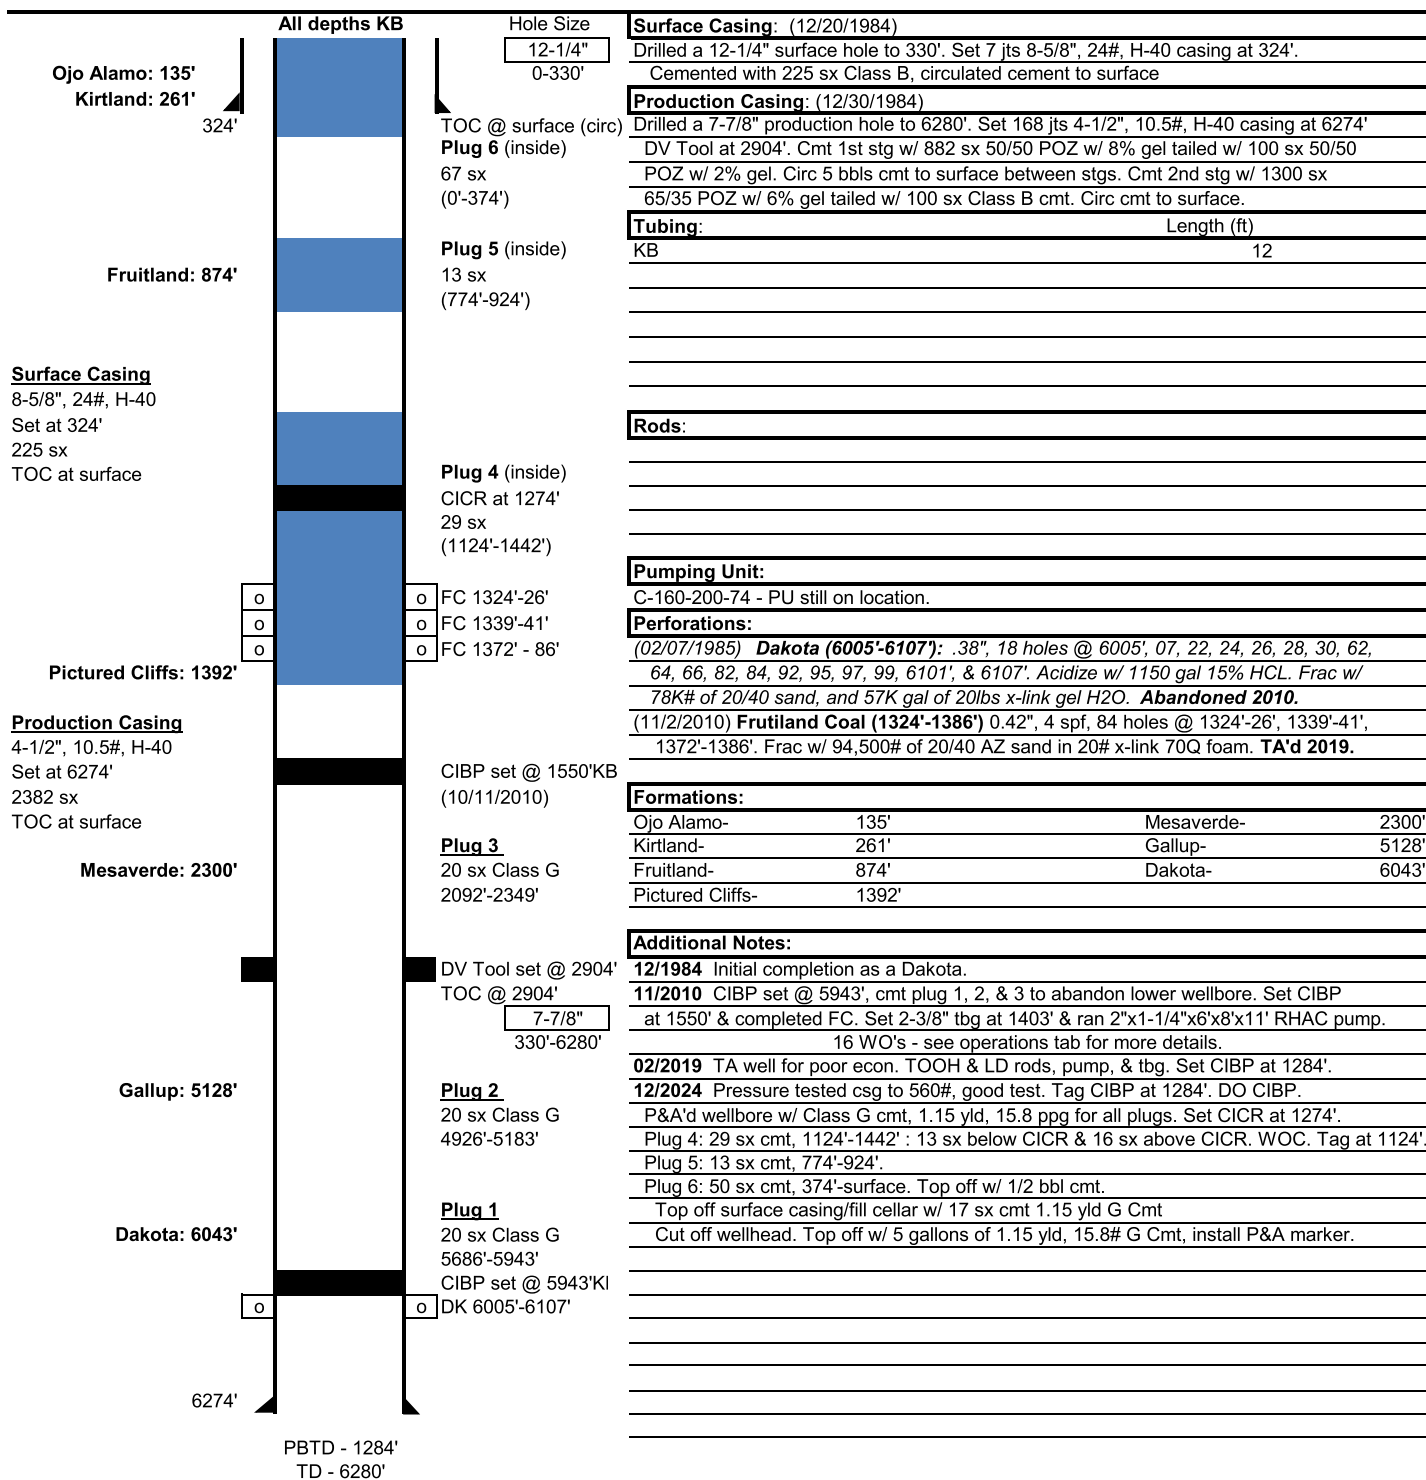 All depths KB
Hole Size
12-1/4"
0-330'
Ojo Alamo: 135'
Kirtland: 261'
324'
TOC @ surface (circ)
Plug 6 (inside)
67 sx
(0'-374')
Plug 5 (inside)
Fruitland: 874'
13 sx
(774'-924')
Surface Casing
8-5/8", 24#, H-40
Set at 324'
225 sx
TOC at surface
Plug 4 (inside)
CICR at 1274'
29 sx
(1124'-1442')
o o FC 1324'-26'
o o FC 1339'-41'
o o FC 1372' - 86'
Pictured Cliffs: 1392'
Production Casing
4-1/2", 10.5#, H-40
Set at 6274'
2382 sx
TOC at surface
CIBP set @ 1550'KB
(10/11/2010)
Plug 3
Mesaverde: 2300'
20 sx Class G
2092'-2349'
DV Tool set @ 2904'
TOC @ 2904'
7-7/8"
330'-6280'
Gallup: 5128'
Plug 2
20 sx Class G
4926'-5183'
Plug 1
Dakota: 6043'
20 sx Class G
5686'-5943'
CIBP set @ 5943'K
o o DK 6005'-6107'
6274'
PBTD - 1284'
TD - 6280'
Surface Casing: (12/20/1984)
Drilled a 12-1/4" surface hole to 330'. Set 7 jts 8-5/8", 24#, H-40 casing at 324'.
Cemented with 225 sx Class B, circulated cement to surface
Production Casing: (12/30/1984)
Drilled a 7-7/8" production hole to 6280'. Set 168 jts 4-1/2", 10.5#, H-40 casing at 6274'
DV Tool at 2904'. Cmt 1st stg w/ 882 sx 50/50 POZ w/ 8% gel tailed w/ 100 sx 50/50
POZ w/ 2% gel. Circ 5 bbls cmt to surface between stgs. Cmt 2nd stg w/ 1300 sx
65/35 POZ w/ 6% gel tailed w/ 100 sx Class B cmt. Circ cmt to surface.
Tubing: Length (ft)
KB 12
Rods:
Pumping Unit:
C-160-200-74 - PU still on location.
Perforations:
(02/07/1985) Dakota (6005'-6107'): .38", 18 holes @ 6005', 07, 22, 24, 26, 28, 30, 62,
64, 66, 82, 84, 92, 95, 97, 99, 6101', & 6107'. Acidize w/ 1150 gal 15% HCL. Frac w/
78K# of 20/40 sand, and 57K gal of 20lbs x-link gel H2O. Abandoned 2010.
(11/2/2010) Frutiland Coal (1324'-1386') 0.42", 4 spf, 84 holes @ 1324'-26', 1339'-41',
1372'-1386'. Frac w/ 94,500# of 20/40 AZ sand in 20# x-link 70Q foam. TA'd 2019.
Formations:
Ojo Alamo- 135' Mesaverde- 2300'
Kirtland- 261' Gallup- 5128'
Fruitland- 874' Dakota- 6043'
Pictured Cliffs- 1392'
Additional Notes:
12/1984 Initial completion as a Dakota.
11/2010 CIBP set @ 5943', cmt plug 1, 2, & 3 to abandon lower wellbore. Set CIBP
at 1550' & completed FC. Set 2-3/8" tbg at 1403' & ran 2"x1-1/4"x6'x8'x11' RHAC pump.
16 WO's - see operations tab for more details.
02/2019 TA well for poor econ. TOOH & LD rods, pump, & tbg. Set CIBP at 1284'.
12/2024 Pressure tested csg to 560#, good test. Tag CIBP at 1284'. DO CIBP.
P&A'd wellbore w/ Class G cmt, 1.15 yld, 15.8 ppg for all plugs. Set CICR at 1274'.
Plug 4: 29 sx cmt, 1124'-1442' : 13 sx below CICR & 16 sx above CICR. WOC. Tag at 1124'.
Plug 5: 13 sx cmt, 774'-924'.
Plug 6: 50 sx cmt, 374'-surface. Top off w/ 1/2 bbl cmt.
Top off surface casing/fill cellar w/ 17 sx cmt 1.15 yld G Cmt
Cut off wellhead. Top off w/ 5 gallons of 1.15 yld, 15.8# G Cmt, install P&A marker.